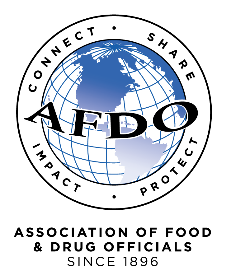 CONNECT • SHARE
AFDO
IMPACT • PROTECT
ASSOCIATION OF FOOD
& DRUG OFFICIALS
SINCE 1896